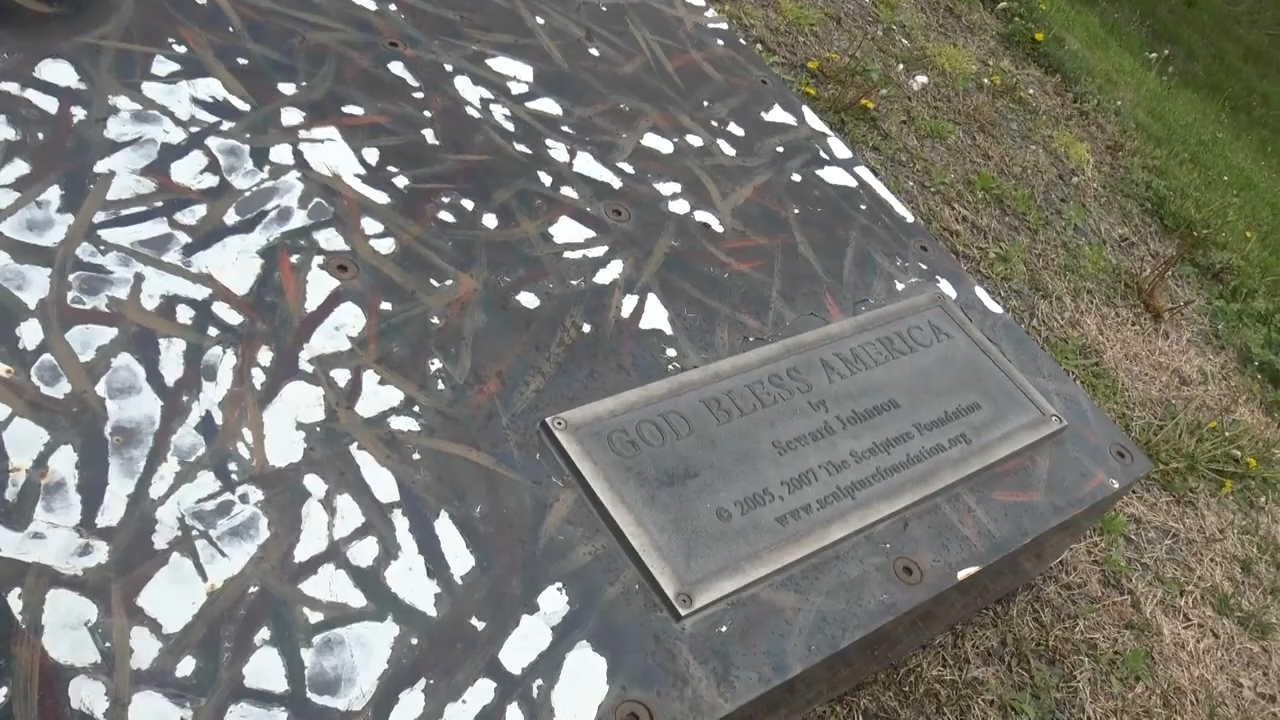 GOD BLESS AMERICA
by
Seward Johnson
© 2005, 2007 The Sculpture Foundation
www.sculpturefoundation.org